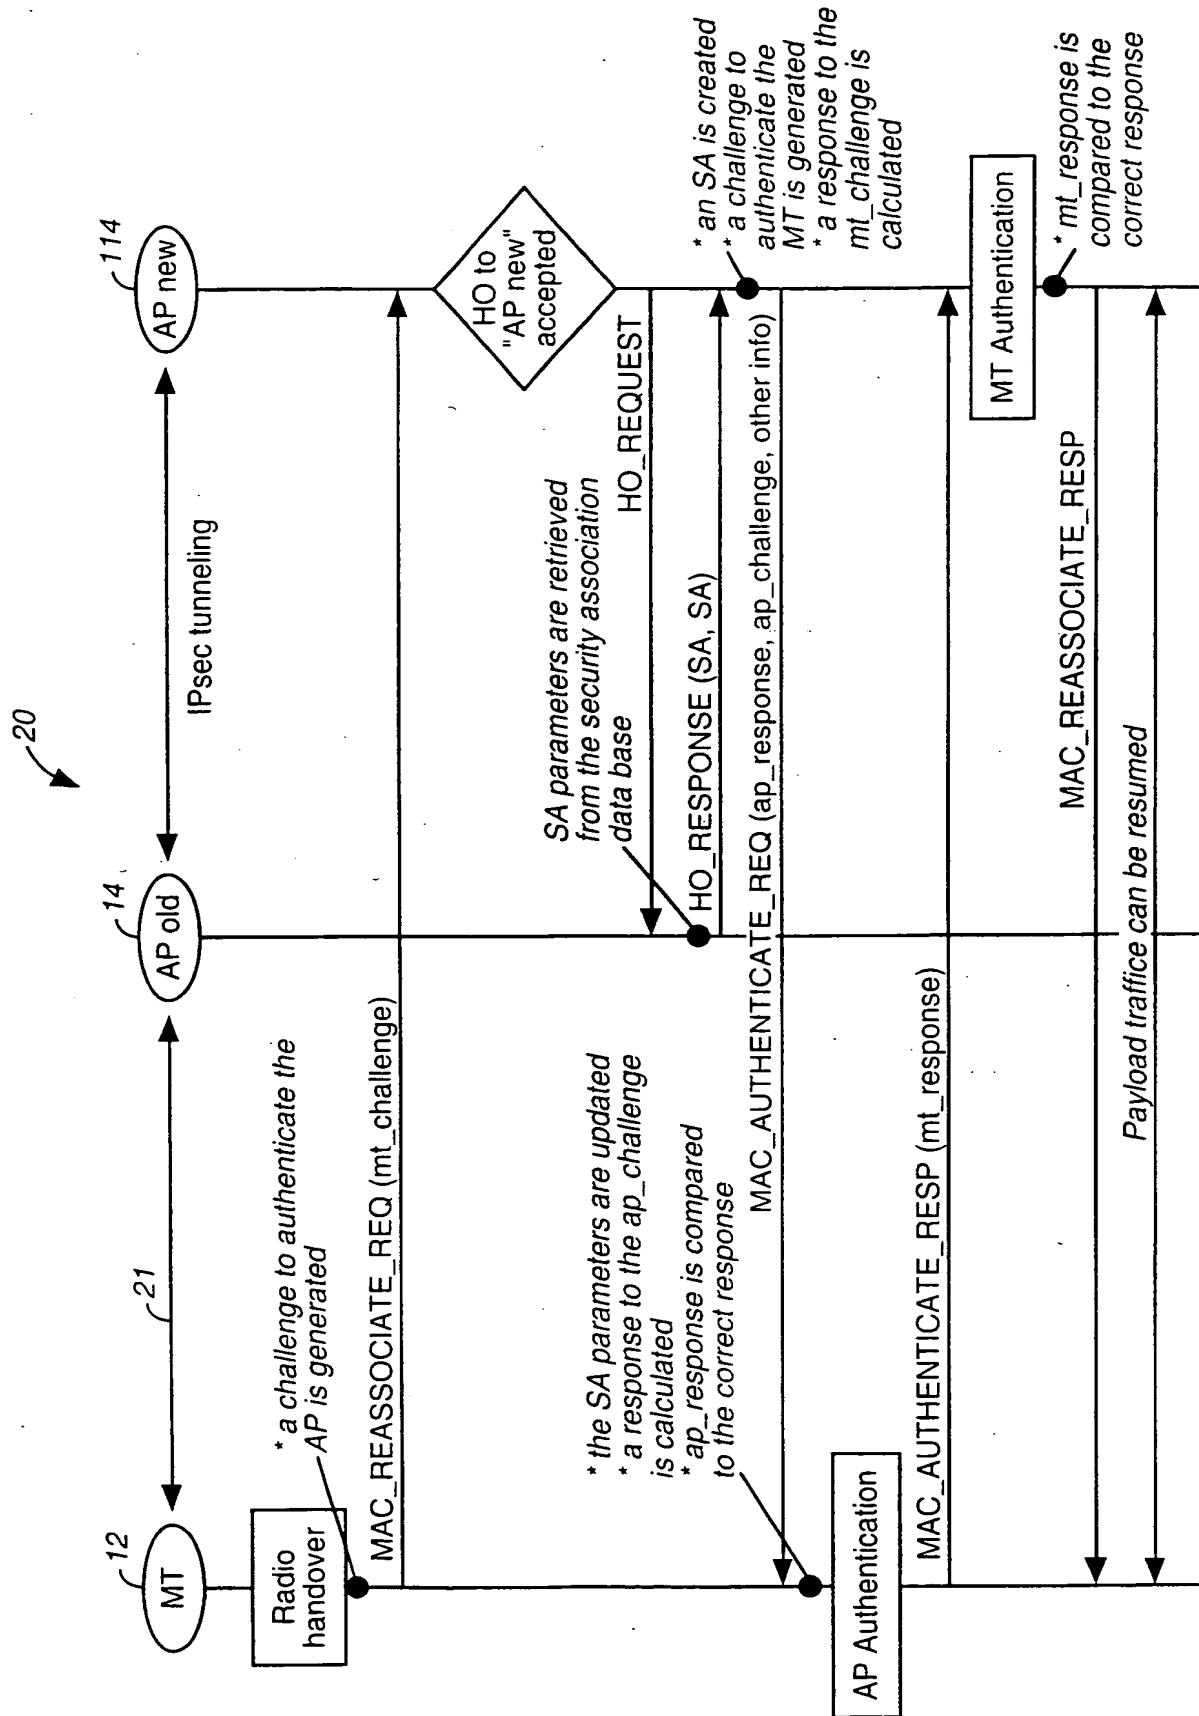 20
12
MT
21
14
AP old
IPsec tunneling
114
AP new
Radio
handover
* a challenge to authenticate the
AP is generated
MAC_REASSOCIATE_REQ (mt_challenge)
HO to
"AP new"
accepted
HO_REQUEST
SA parameters are retrieved
from the security association
data base
HO_RESPONSE (SA, SA)
* an SA is created
* a challenge to
authenticate the
MT is generated
* a response to the
mt_challenge is
calculated
MAC_AUTHENTICATE_REQ (ap_response, ap_challenge, other info)
* the SA parameters are updated
* a response to the ap_challenge
is calculated
* ap_response is compared
to the correct response
AP Authentication
MAC_AUTHENTICATE_RESP (mt_response)
MT Authentication
* mt_response is
compared to the
correct response
MAC_REASSOCIATE_RESP
Payload traffic can be resumed